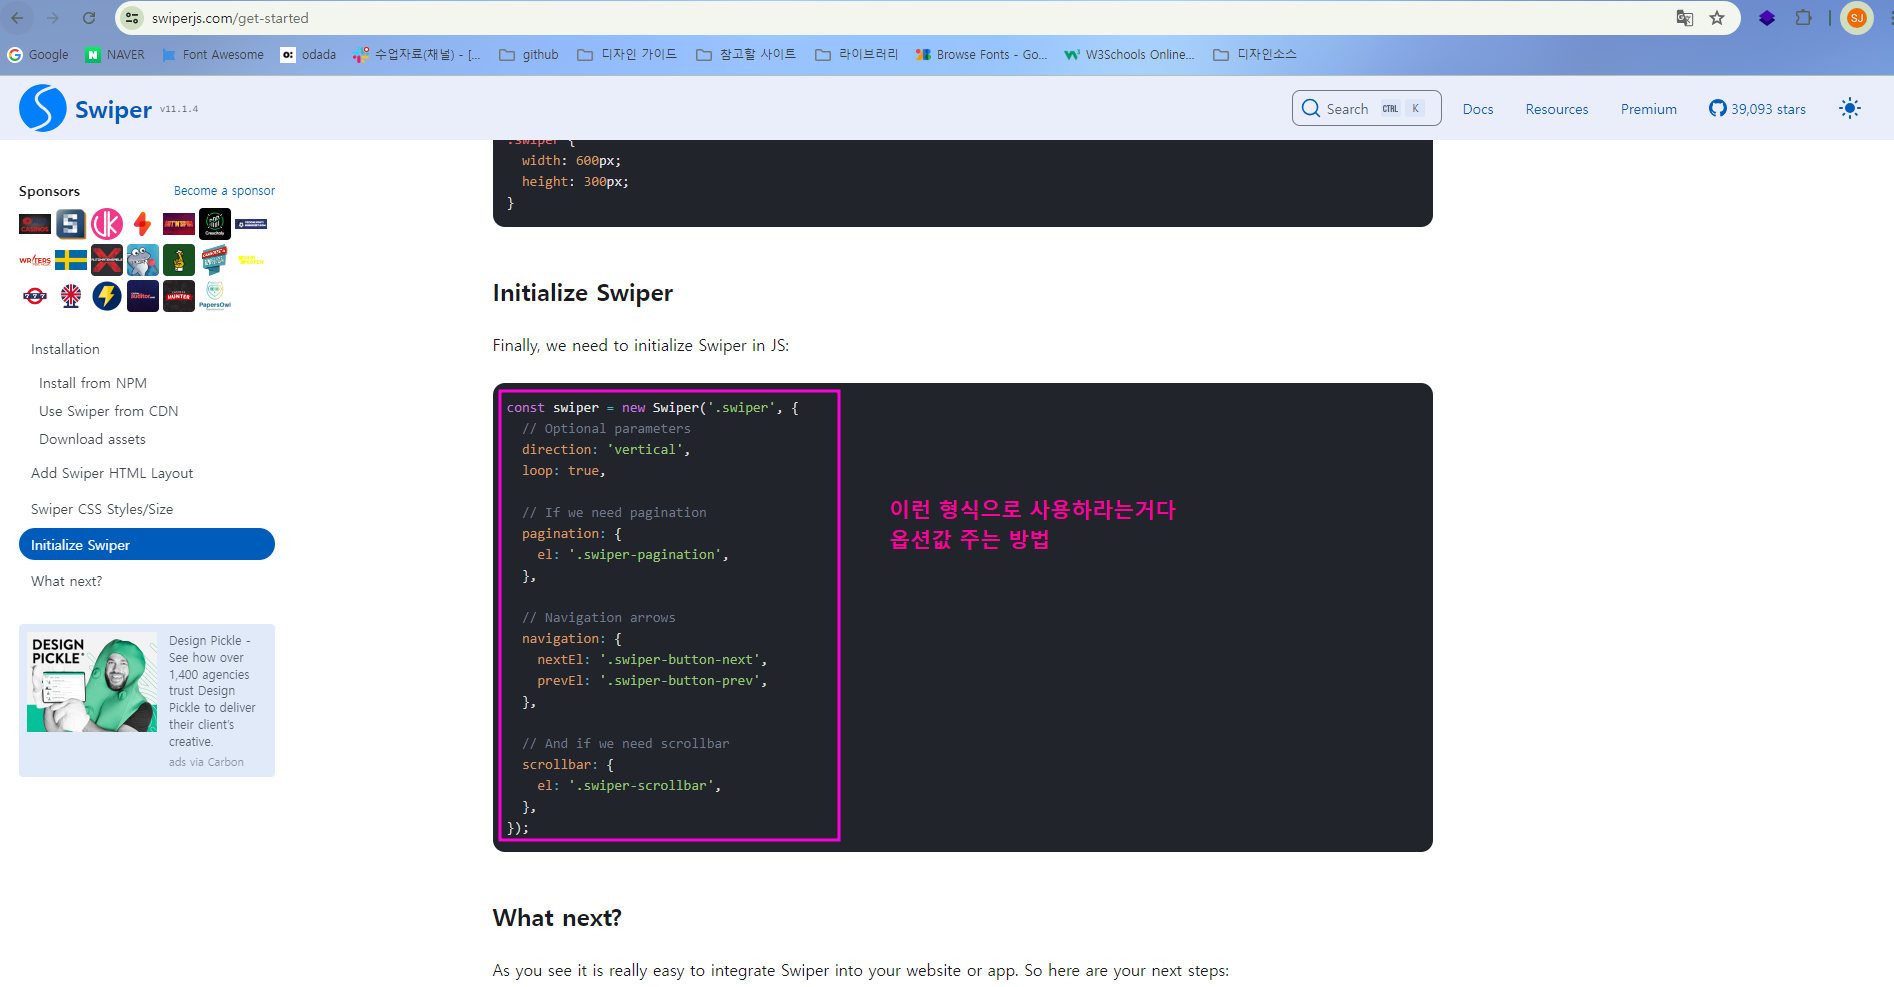 swiperjs.com/get-started
SJ
Google
NAVER
Font Awesome
odada
수업자료(채널) - [...
github
디자인 가이드
참고할 사이트
라이브러리
Browse Fonts - Go...
W3Schools Online...
디자인소스
Swiper v11.1.4
Search CTRL K
Docs
Resources
Premium
39,093 stars
Sponsors
Become a sponsor
Installation
Install from NPM
Use Swiper from CDN
Download assets
Add Swiper HTML Layout
Swiper CSS Styles/Size
Initialize Swiper
What next?
DESIGN
PICKLE
Design Pickle -
See how over
1,400 agencies
trust Design
Pickle to deliver
their client's
creative.
ads via Carbon
.swiper {
width: 600px;
height: 300px;
}
Initialize Swiper
Finally, we need to initialize Swiper in JS:
const swiper = new Swiper('.swiper', {
// Optional parameters
direction: 'vertical',
loop: true,
// If we need pagination
pagination: {
el: '.swiper-pagination',
},
// Navigation arrows
navigation: {
nextEl: '.swiper-button-next',
prevEl: '.swiper-button-prev',
},
// And if we need scrollbar
scrollbar: {
el: '.swiper-scrollbar',
},
});
이런 형식으로 사용하라는거다
옵션값 주는 방법
What next?
As you see it is really easy to integrate Swiper into your website or app. So here are your next steps: